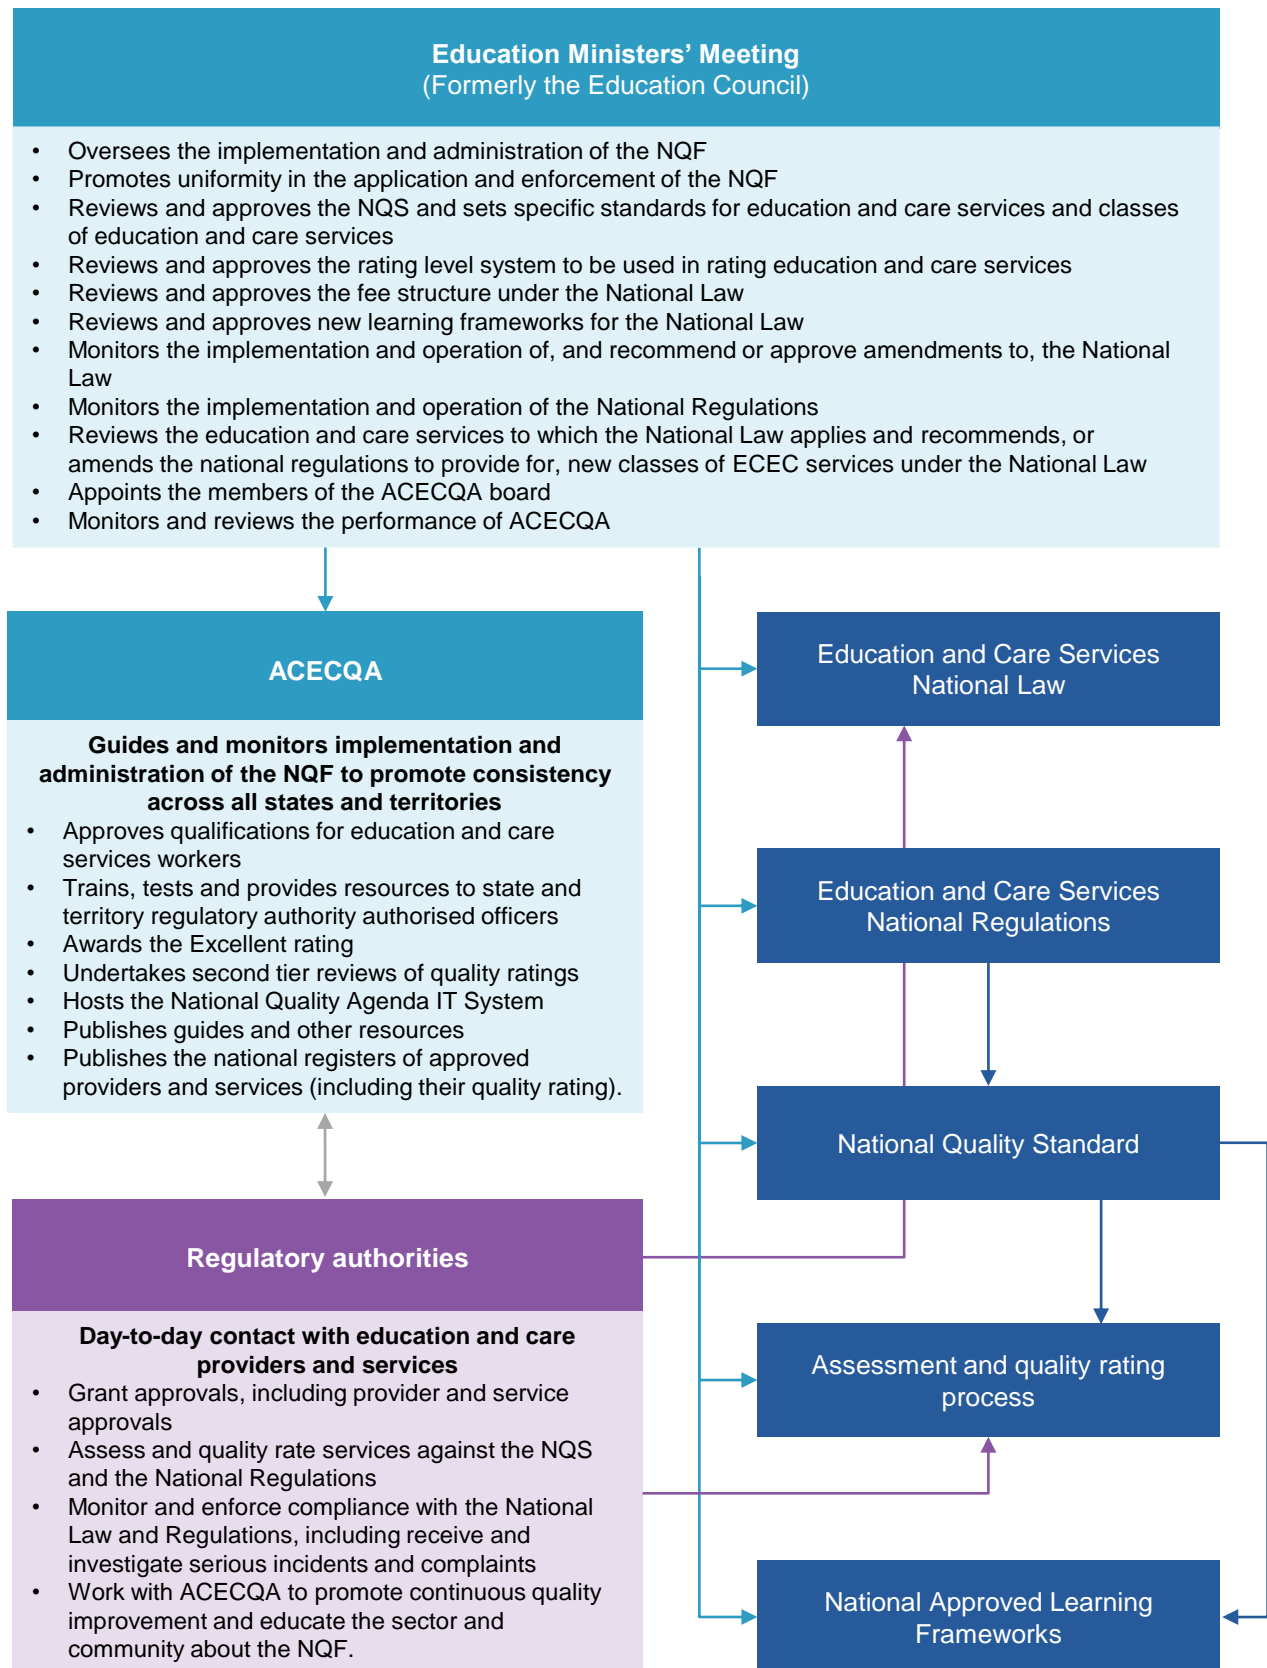 Education Ministers’ Meeting
(Formerly the Education Council)
• Oversees the implementation and administration of the NQF
• Promotes uniformity in the application and enforcement of the NQF
• Reviews and approves the NQS and sets specific standards for education and care services and classes
of education and care services
• Reviews and approves the rating level system to be used in rating education and care services
• Reviews and approves the fee structure under the National Law
• Reviews and approves new learning frameworks for the National Law
• Monitors the implementation and operation of, and recommend or approve amendments to, the National
Law
• Monitors the implementation and operation of the National Regulations
• Reviews the education and care services to which the National Law applies and recommends, or
amends the national regulations to provide for, new classes of ECEC services under the National Law
• Appoints the members of the ACECQA board
• Monitors and reviews the performance of ACECQA
ACECQA
Guides and monitors implementation and
administration of the NQF to promote consistency
across all states and territories
• Approves qualifications for education and care
services workers
• Trains, tests and provides resources to state and
territory regulatory authority authorised officers
• Awards the Excellent rating
• Undertakes second tier reviews of quality ratings
• Hosts the National Quality Agenda IT System
• Publishes guides and other resources
• Publishes the national registers of approved
providers and services (including their quality rating).
Regulatory authorities
Day-to-day contact with education and care
providers and services
• Grant approvals, including provider and service
approvals
• Assess and quality rate services against the NQS
and the National Regulations
• Monitor and enforce compliance with the National
Law and Regulations, including receive and
investigate serious incidents and complaints
• Work with ACECQA to promote continuous quality
improvement and educate the sector and
community about the NQF.
Education and Care Services
National Law
Education and Care Services
National Regulations
National Quality Standard
Assessment and quality rating
process
National Approved Learning
Frameworks